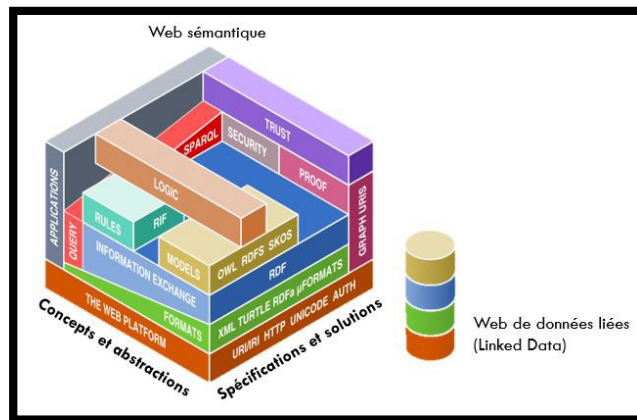 Web sémantique
TRUST
SPARQL
SECURITY
PROOF
LOGIC
APPLICATIONS
RULES
RIF
GRAPH URIS
QUERY
MODELS
OWL RDFS SKOS
INFORMATION EXCHANGE
RDF
FORMATS
XML TURTLE RDFa µFORMATS
THE WEB PLATFORM
URI/IRI HTTP UNICODE AUTH
Concepts et abstractions
Spécifications et solutions
Web de données liées
(Linked Data)